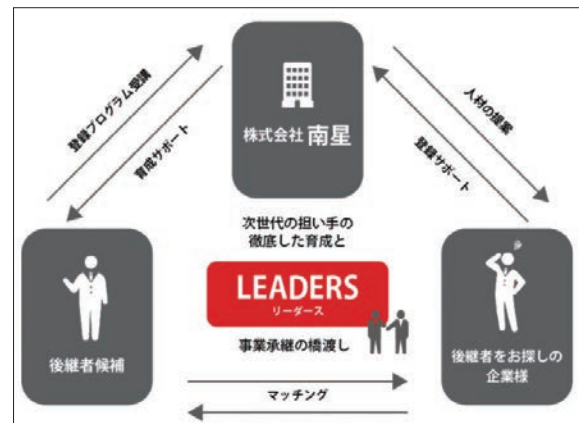 株式会社 南星
登録プログラム受講
育成サポート
人材の提案
登録サポート
次世代の担い手の
徹底した育成と
LEADERS
リーダース
事業承継の橋渡し
後継者候補
後継者をお探しの
企業様
マッチング